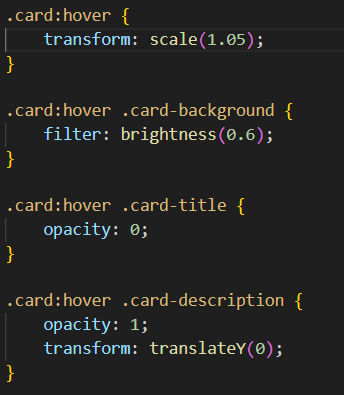 .card:hover {
    transform: scale(1.05);
}

.card:hover .card-background {
    filter: brightness(0.6);
}

.card:hover .card-title {
    opacity: 0;
}

.card:hover .card-description {
    opacity: 1;
    transform: translateY(0);
}